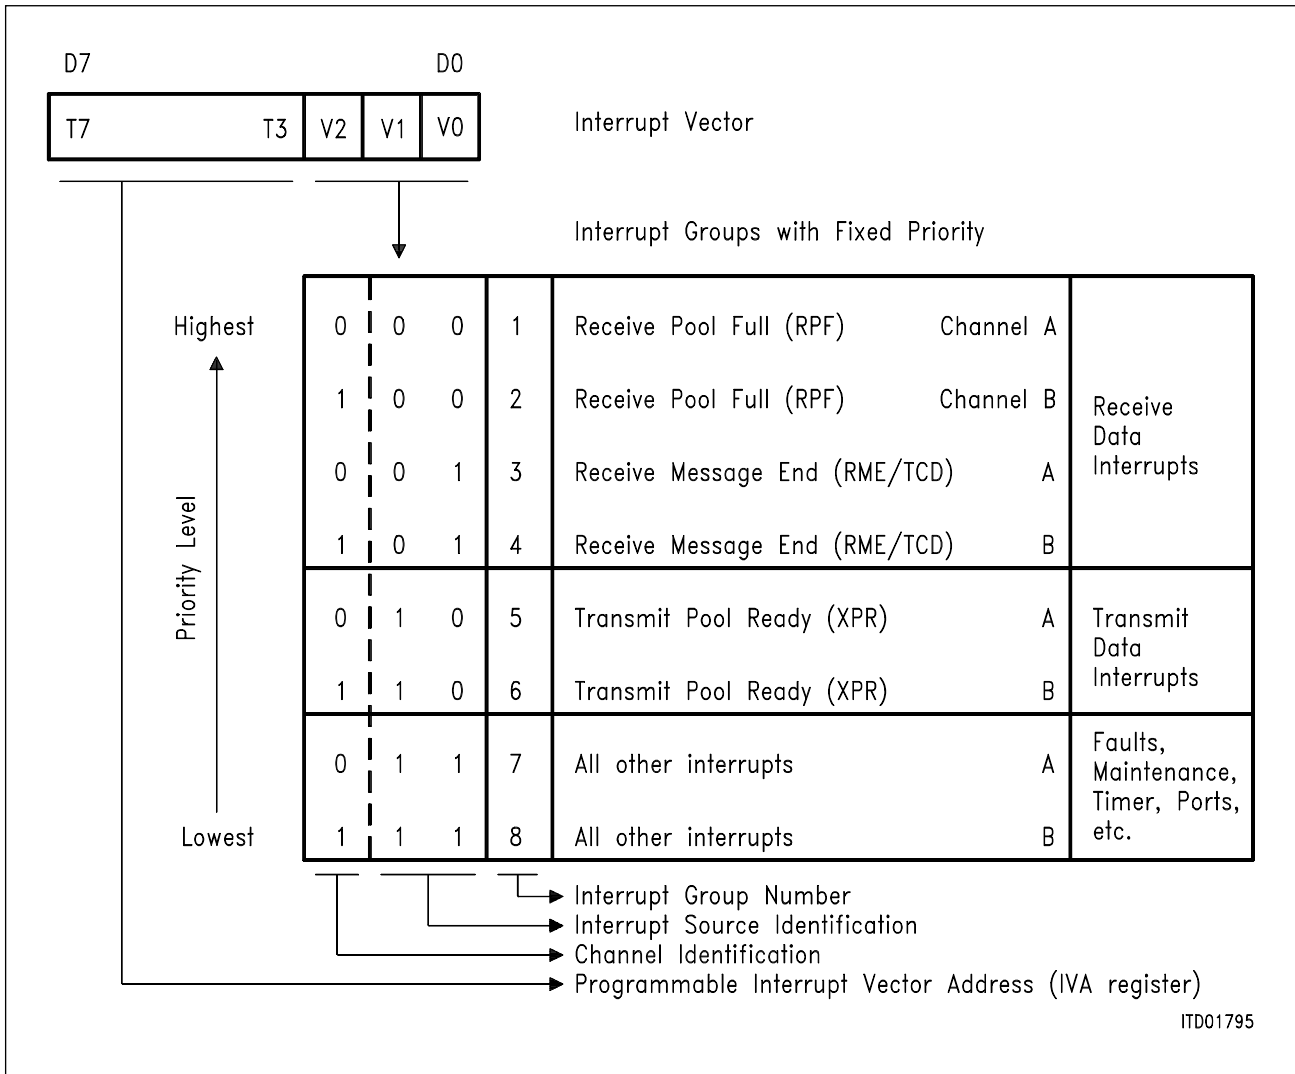 D7 D0
T7 T3 V2 V1 V0 Interrupt Vector
Interrupt Groups with Fixed Priority
Highest 0 0 0 1 Receive Pool Full (RPF) Channel A
1 0 0 2 Receive Pool Full (RPF) Channel B
Receive
Data
Interrupts
0 0 1 3 Receive Message End (RME/TCD) A
1 0 1 4 Receive Message End (RME/TCD) B
Priority Level
0 1 0 5 Transmit Pool Ready (XPR) A
Transmit
Data
Interrupts
1 1 0 6 Transmit Pool Ready (XPR) B
0 1 1 7 All other interrupts A
Faults,
Maintenance,
Timer, Ports,
etc.
Lowest 1 1 1 8 All other interrupts B
Interrupt Group Number
Interrupt Source Identification
Channel Identification
Programmable Interrupt Vector Address (IVA register)
ITD01795